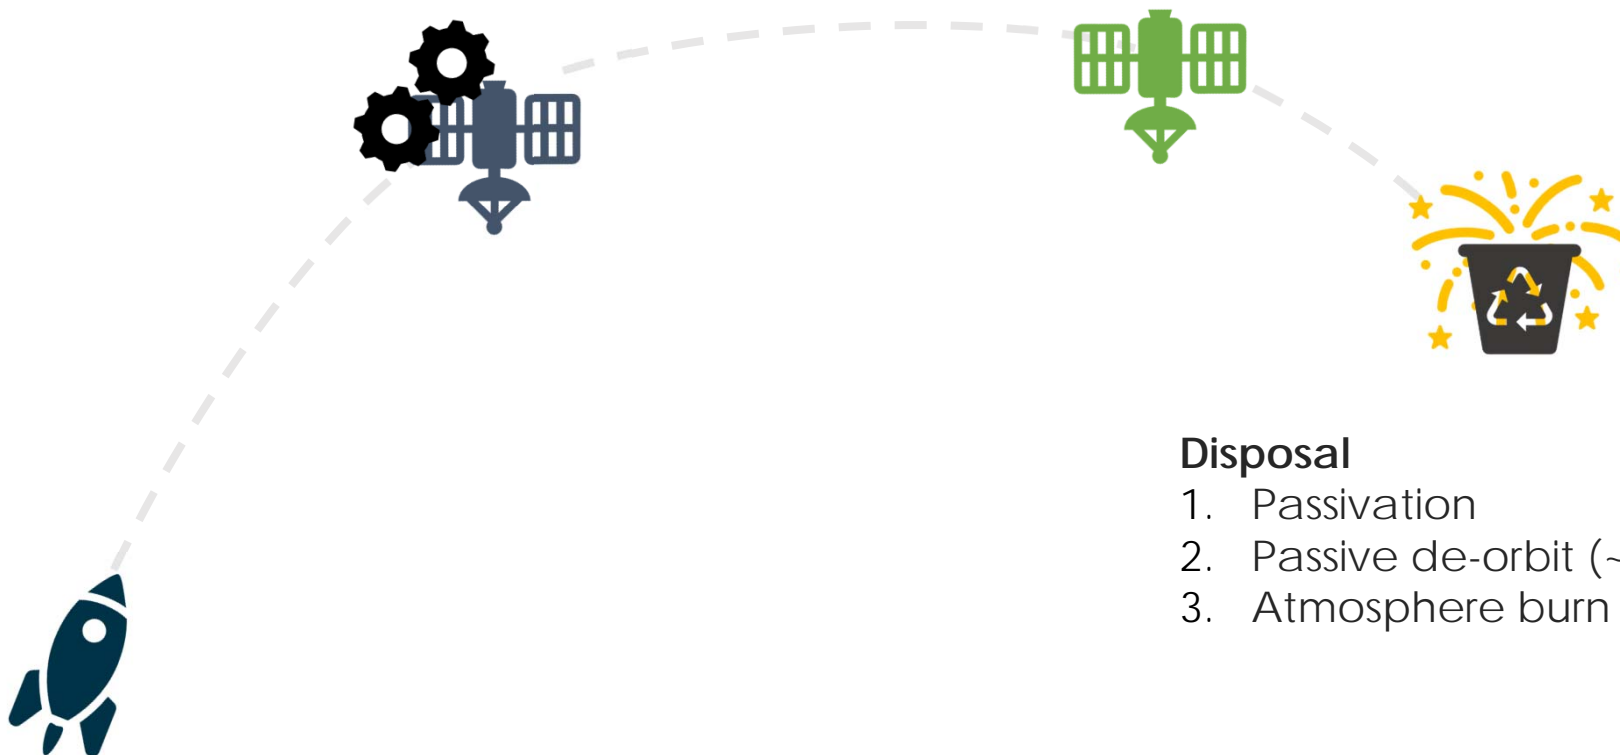 Disposal
1. Passivation
2. Passive de-orbit (~
3. Atmosphere burn